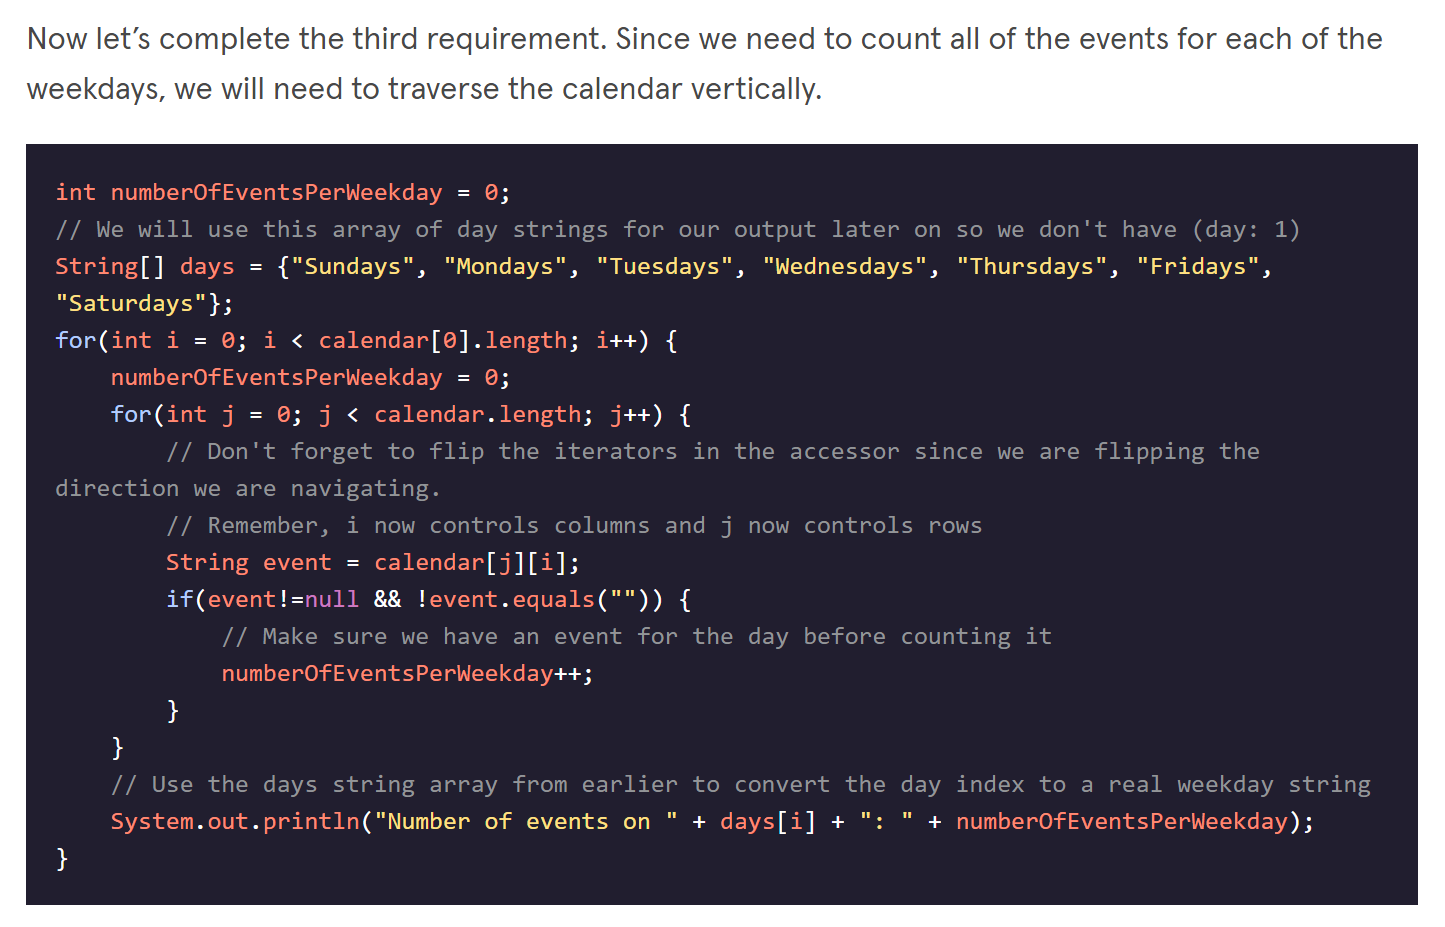 Now let’s complete the third requirement. Since we need to count all of the events for each of the
weekdays, we will need to traverse the calendar vertically.
int numberOfEventsPerWeekday = 0;
// We will use this array of day strings for our output later on so we don't have (day: 1)
String[] days = {"Sundays", "Mondays", "Tuesdays", "Wednesdays", "Thursdays", "Fridays",
"Saturdays"};
for(int i = 0; i < calendar[0].length; i++) {
    numberOfEventsPerWeekday = 0;
    for(int j = 0; j < calendar.length; j++) {
        // Don't forget to flip the iterators in the accessor since we are flipping the
direction we are navigating.
        // Remember, i now controls columns and j now controls rows
        String event = calendar[j][i];
        if(event!=null && !event.equals("")) {
            // Make sure we have an event for the day before counting it
            numberOfEventsPerWeekday++;
        }
    }
    // Use the days string array from earlier to convert the day index to a real weekday string
    System.out.println("Number of events on " + days[i] + ": " + numberOfEventsPerWeekday);
}